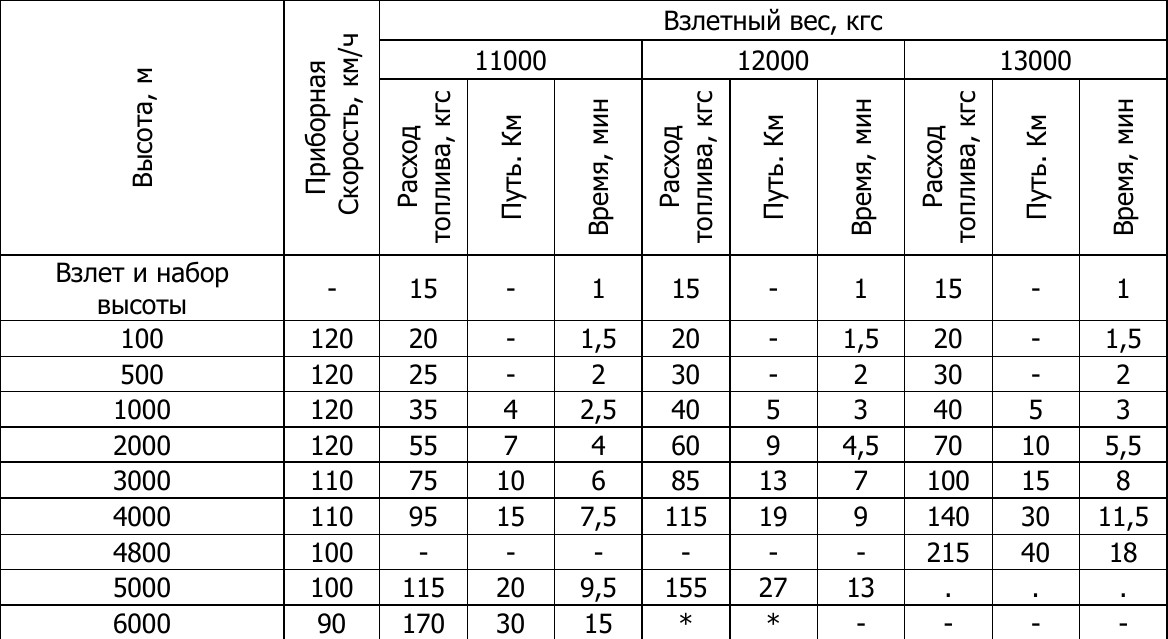 Высота, м
Приборная
Скорость, км/ч
Взлетный вес, кгс
11000 12000 13000
Расход
топлива, кгс
Путь. Км
Время, мин
Расход
топлива, кгс
Путь. Км
Время, мин
Расход
топлива, кгс
Путь. Км
Время, мин
Взлет и набор
высоты
- 15 - 1 15 - 1 15 - 1
100 120 20 - 1,5 20 - 1,5 20 - 1,5
500 120 25 - 2 30 - 2 30 - 2
1000 120 35 4 2,5 40 5 3 40 5 3
2000 120 55 7 4 60 9 4,5 70 10 5,5
3000 110 75 10 6 85 13 7 100 15 8
4000 110 95 15 7,5 115 19 9 140 30 11,5
4800 100 - - - - - - 215 40 18
5000 100 115 20 9,5 155 27 13 . . .
6000 90 170 30 15 * * - - - -